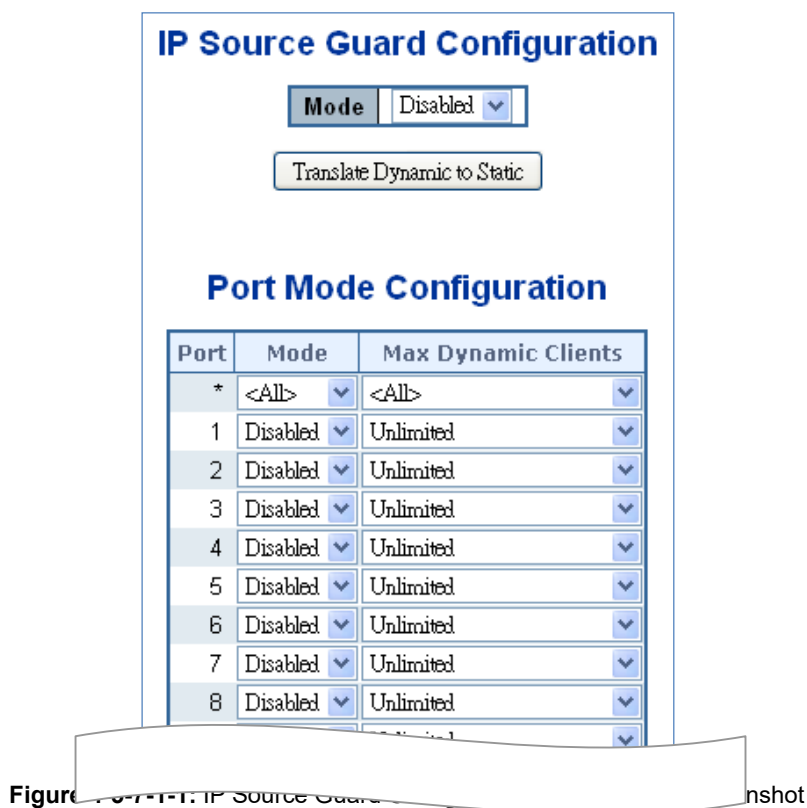 IP Source Guard Configuration
Mode Disabled
Translate Dynamic to Static
Port Mode Configuration
Port Mode Max Dynamic Clients
* <All> <All>
1 Disabled Unlimited
2 Disabled Unlimited
3 Disabled Unlimited
4 Disabled Unlimited
5 Disabled Unlimited
6 Disabled Unlimited
7 Disabled Unlimited
8 Disabled Unlimited
Figure IP Source Guard nshot